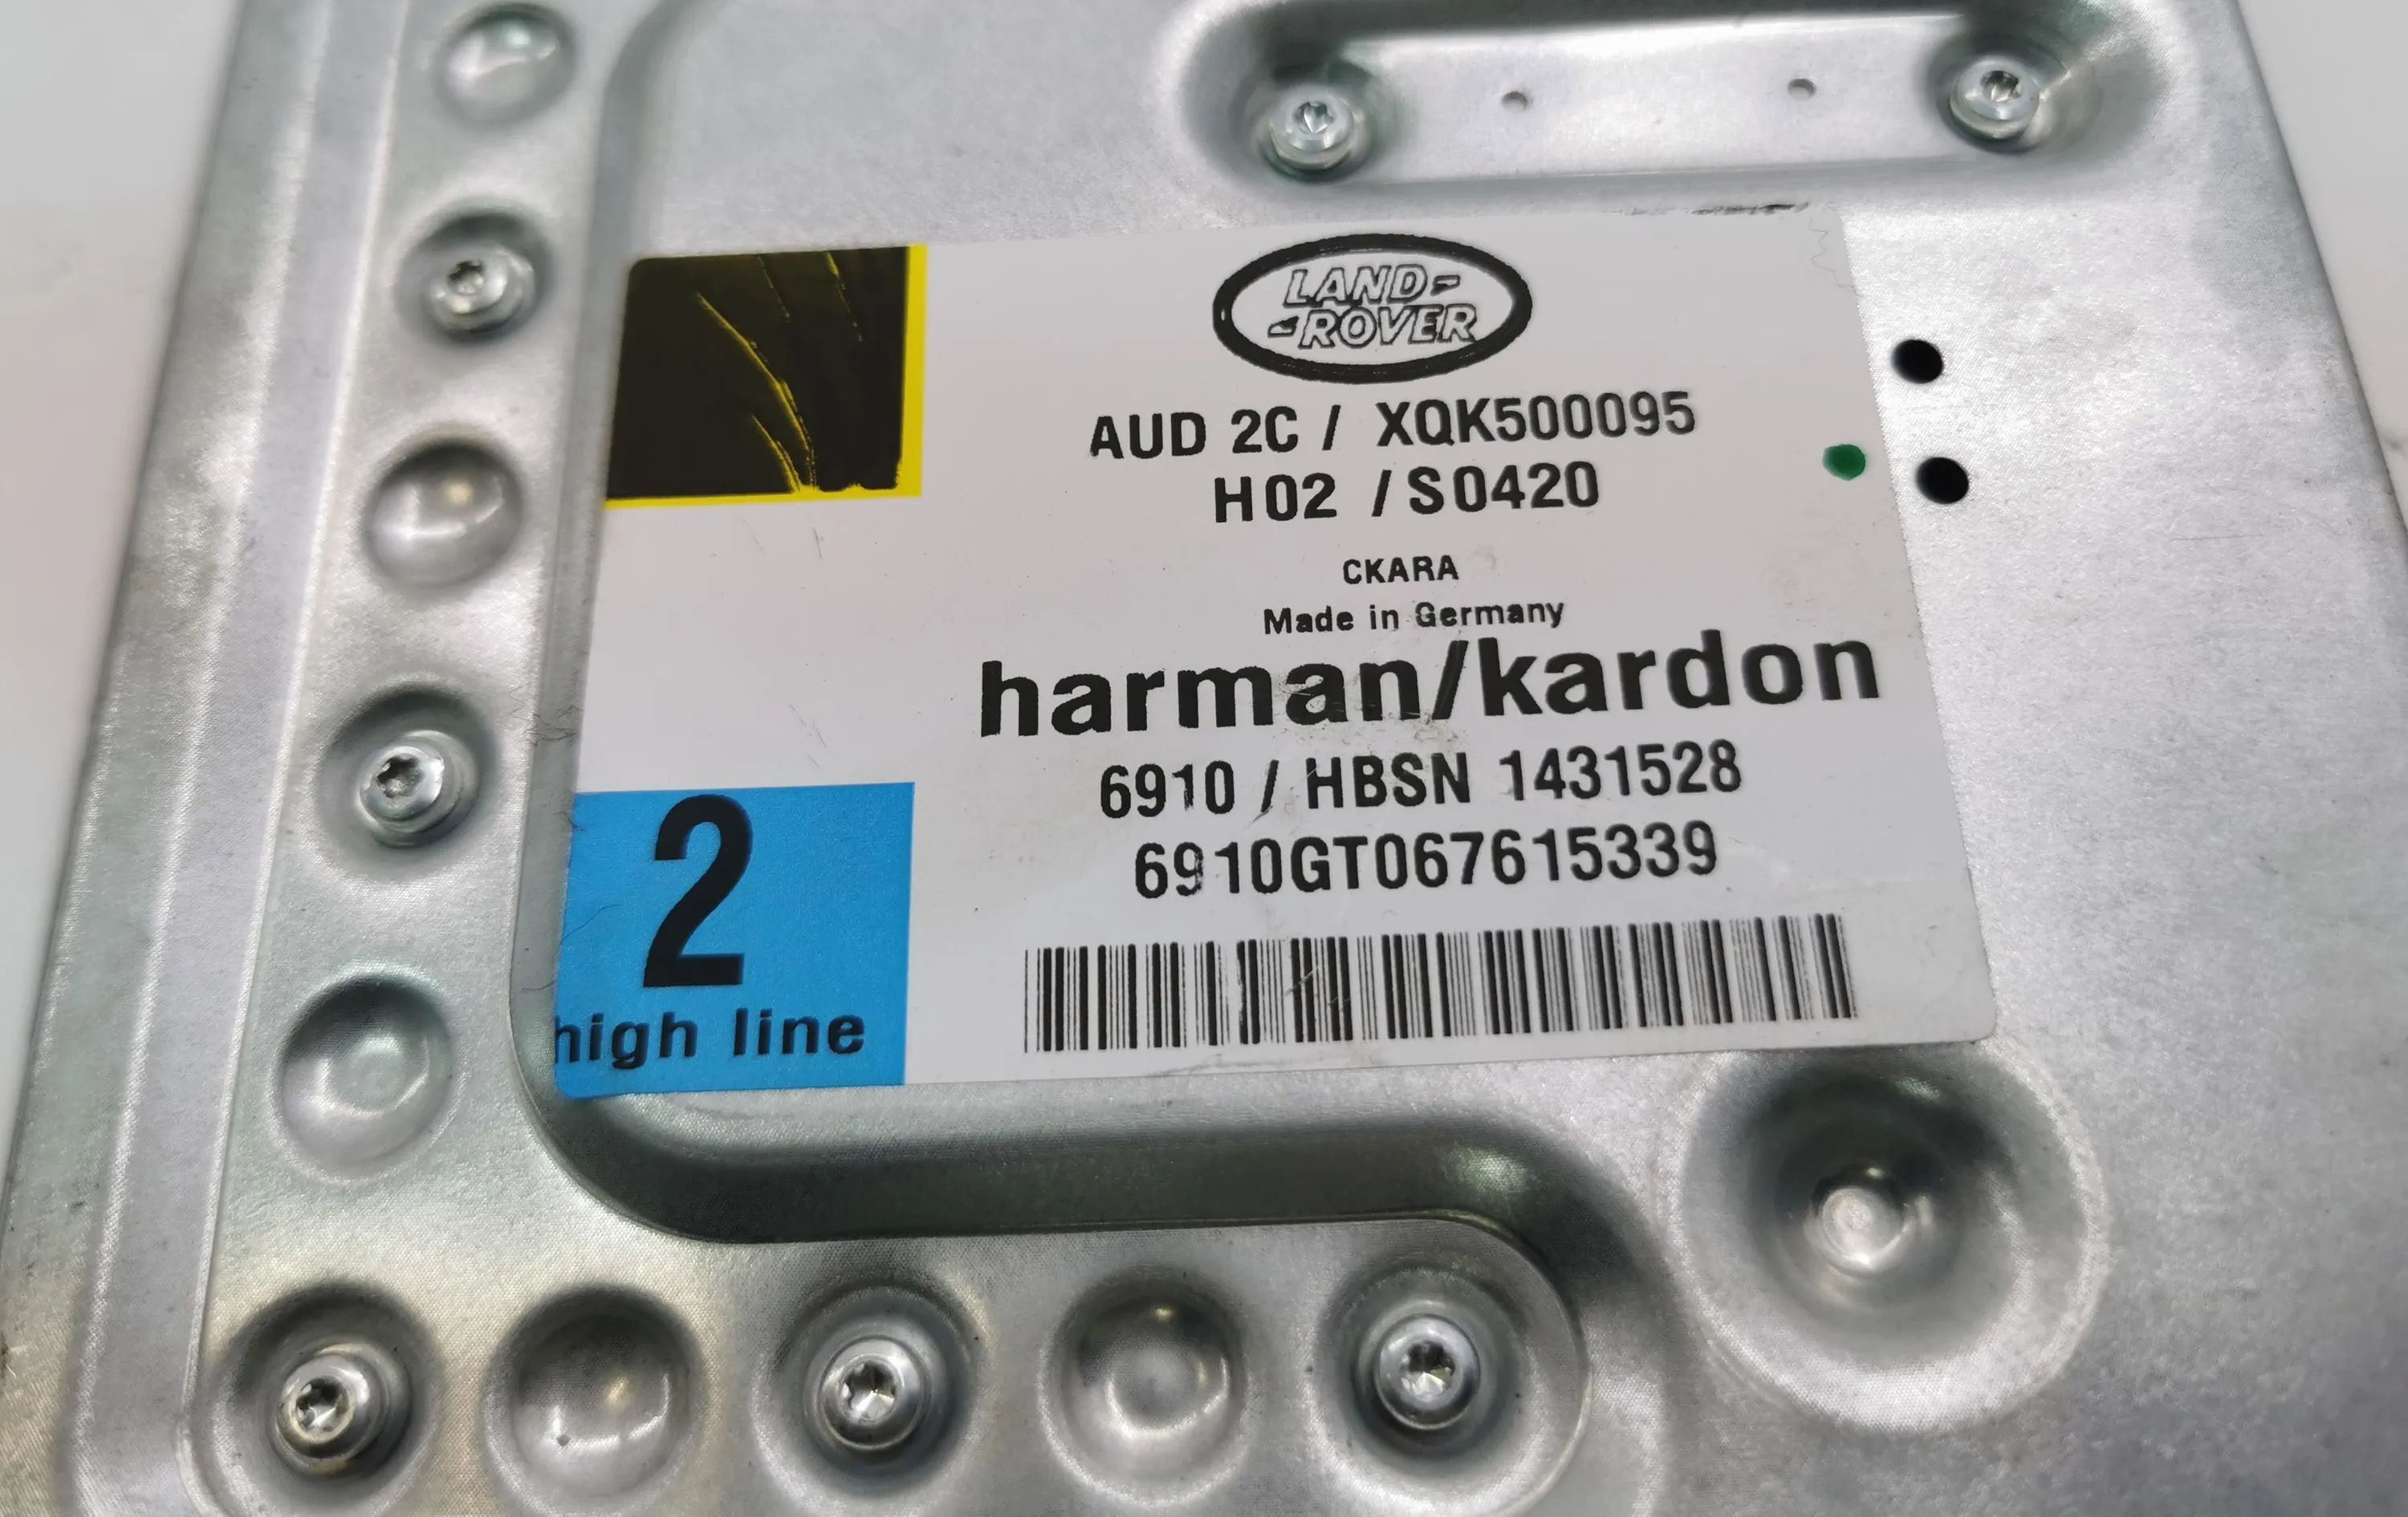 LAND-
-ROVER
AUD 2C / XQK500095
H02 / S0420
CKARA
Made in Germany
harman/kardon
6910 / HBSN 1431528
6910GT067615339
2
high line